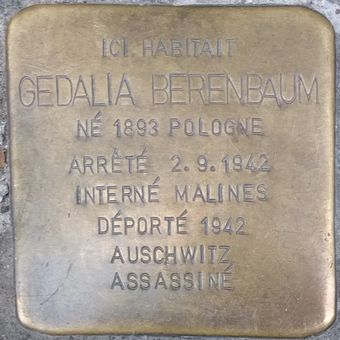 ICI HABITAIT
GEDALIA BERENBAUM
NÉ 1893 POLOGNE
ARRÊTÉ 2.9.1942
INTERNÉ MALINES
DÉPORTÉ 1942
AUSCHWITZ
ASSASSINÉ